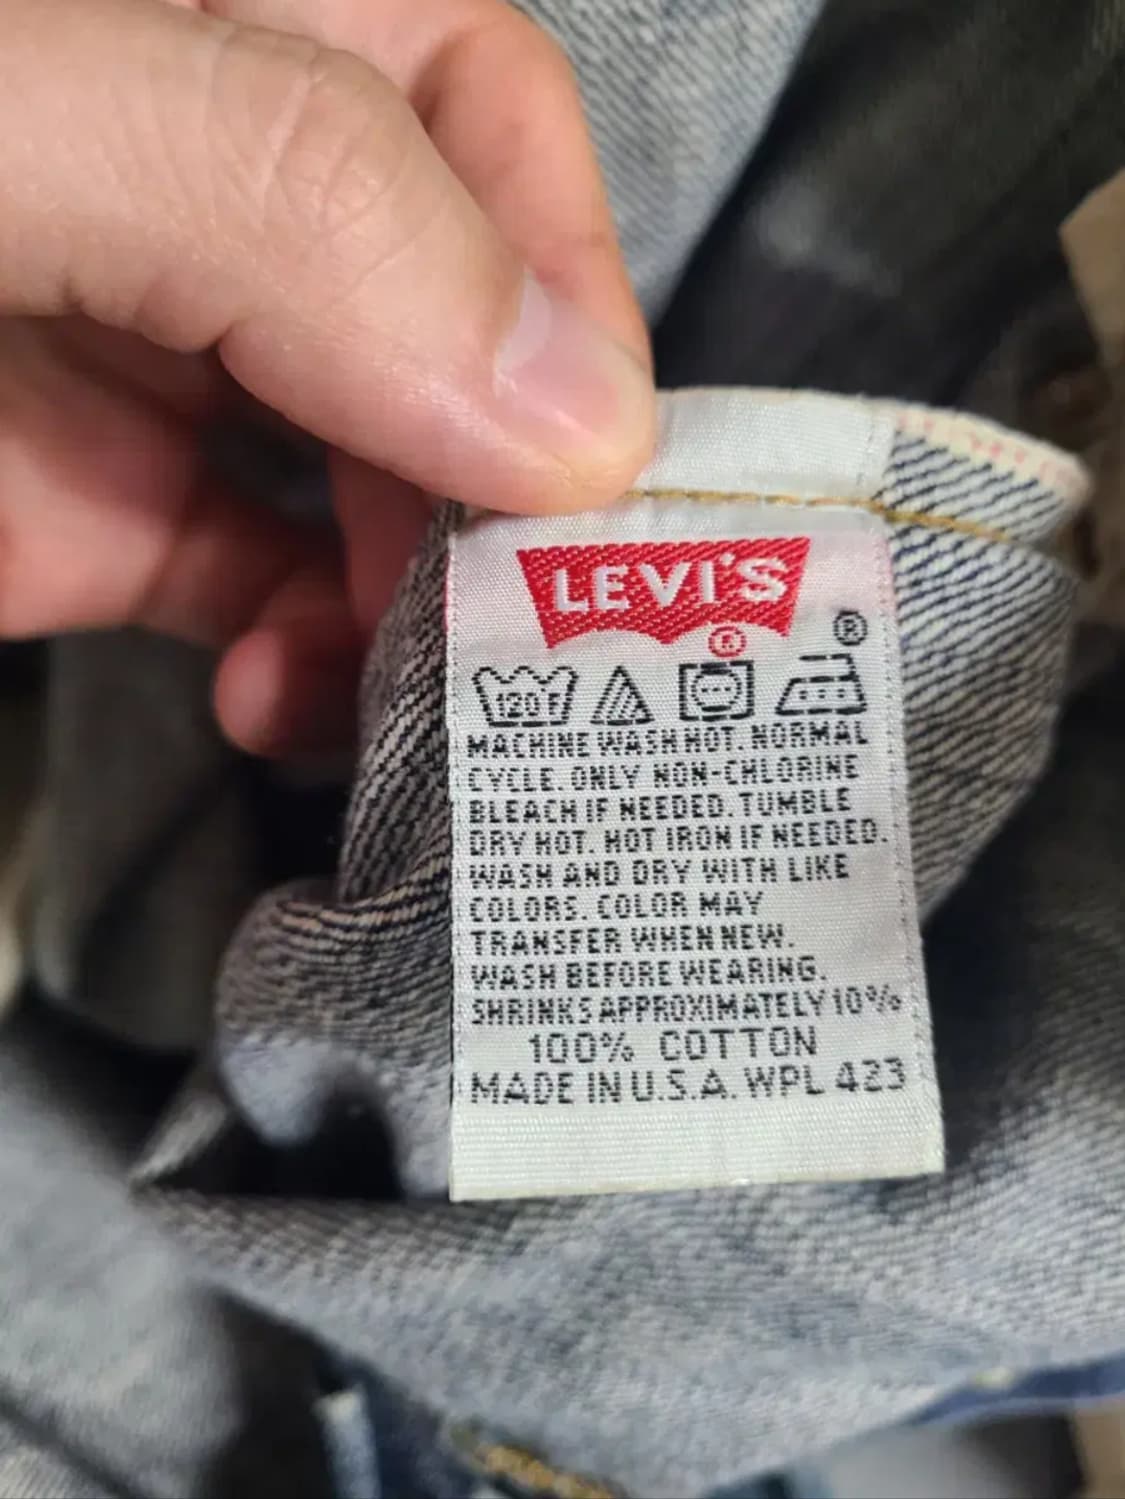 LEVI'S
®
®
120°F
MACHINE WASH HOT. NORMAL
CYCLE. ONLY NON-CHLORINE
BLEACH IF NEEDED. TUMBLE
DRY HOT. HOT IRON IF NEEDED.
WASH AND DRY WITH LIKE
COLORS. COLOR MAY
TRANSFER WHEN NEW.
WASH BEFORE WEARING.
SHRINKS APPROXIMATELY 10%
100% COTTON
MADE IN U.S.A. WPL 423